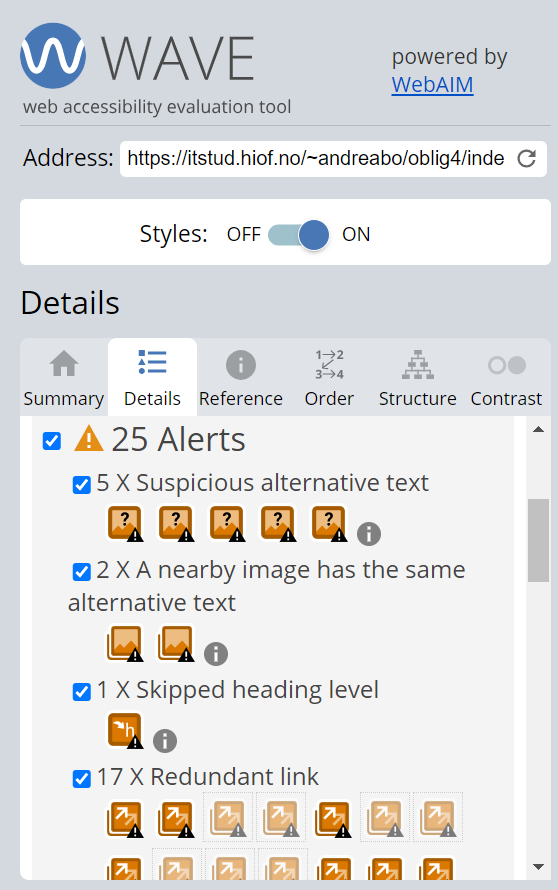 WAVE
web accessibility evaluation tool
powered by
WebAIM
Address: https://itstud.hiof.no/~andreabo/oblig4/inde
Styles: OFF ON
Details
Summary Details Reference Order Structure Contrast
25 Alerts
5 X Suspicious alternative text
2 X A nearby image has the same
alternative text
1 X Skipped heading level
17 X Redundant link